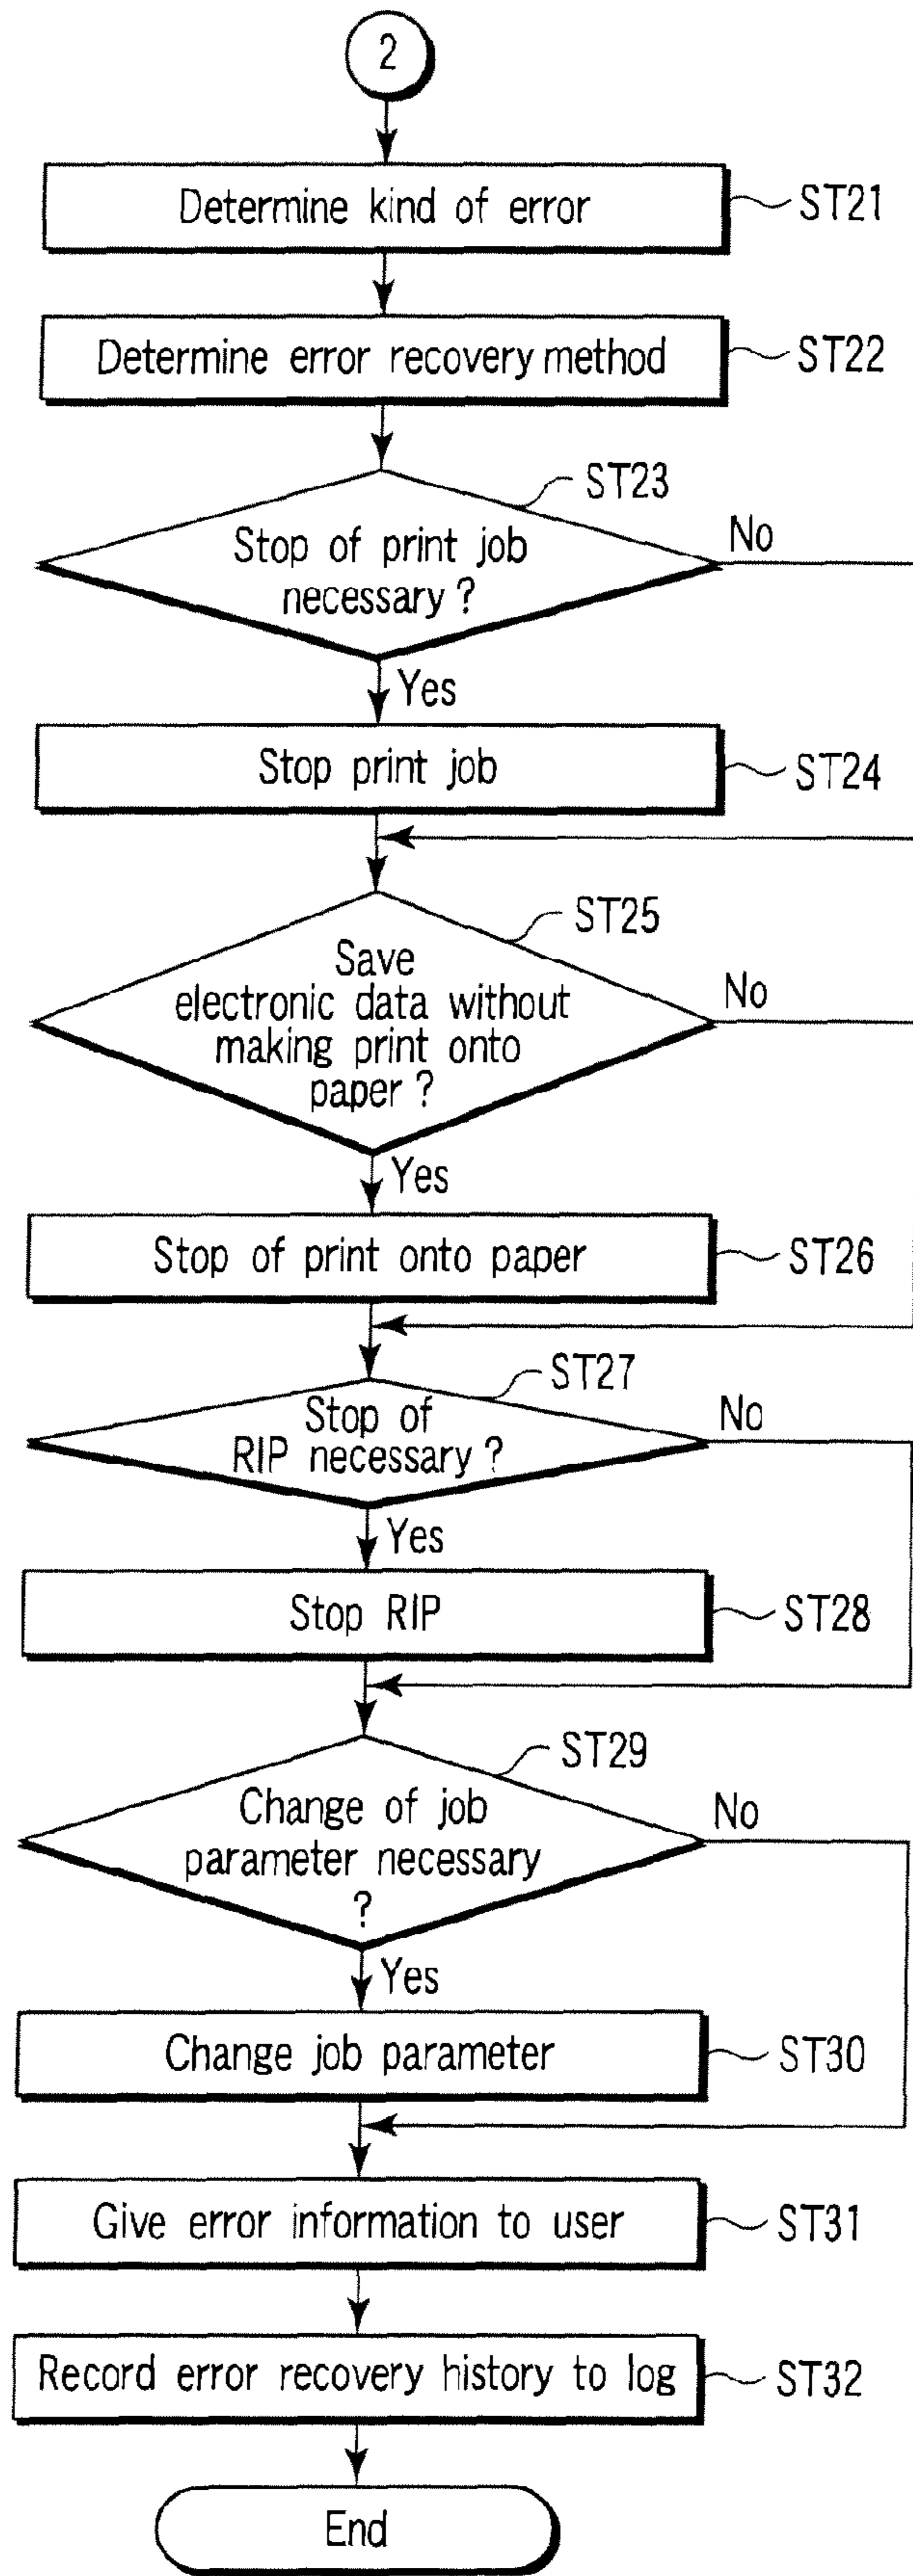 2
Determine kind of error
ST21
Determine error recovery method
ST22
ST23
Stop of print job
necessary ?
No
Yes
Stop print job
ST24
ST25
Save
electronic data without
making print onto
paper ?
No
Yes
Stop of print onto paper
ST26
ST27
Stop of
RIP necessary ?
No
Yes
Stop RIP
ST28
ST29
Change of job
parameter necessary
?
No
Yes
Change job parameter
ST30
Give error information to user
ST31
Record error recovery history to log
ST32
End